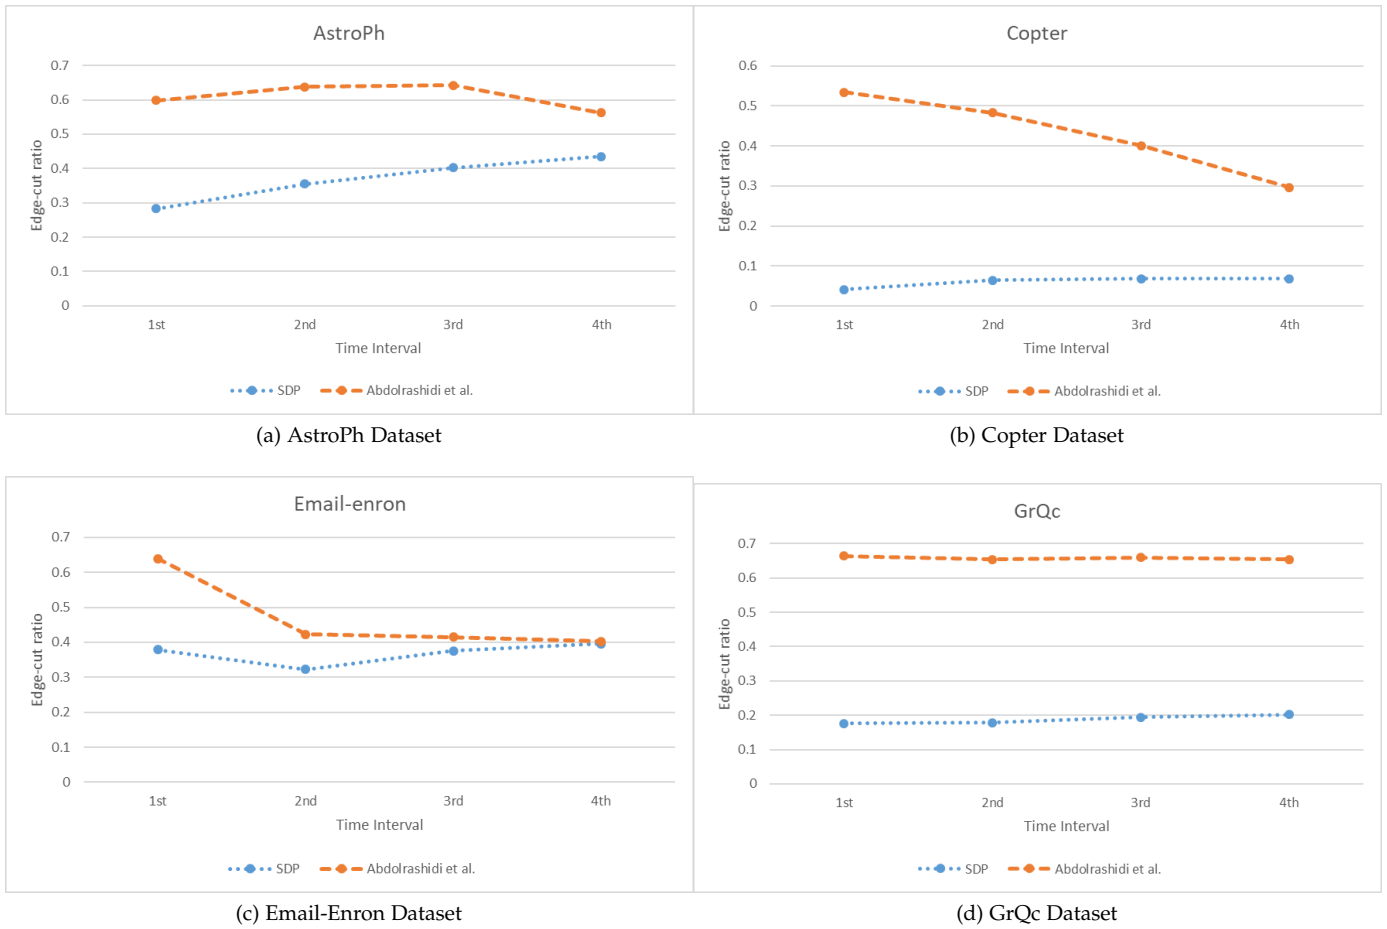 AstroPh
0.7
0.6
0.5
0.4
0.3
0.2
0.1
0
Edge-cut ratio
1st 2nd 3rd 4th
Time Interval
SDP Abdolrashidi et al.
(a) AstroPh Dataset
Copter
0.6
0.5
0.4
0.3
0.2
0.1
0
Edge-cut ratio
1st 2nd 3rd 4th
Time Interval
SDP Abdolrashidi et al.
(b) Copter Dataset
Email-enron
0.7
0.6
0.5
0.4
0.3
0.2
0.1
0
Edge-cut ratio
1st 2nd 3rd 4th
Time Interval
SDP Abdolrashidi et al.
(c) Email-Enron Dataset
GrQc
0.7
0.6
0.5
0.4
0.3
0.2
0.1
0
Edge-cut ratio
1st 2nd 3rd 4th
Time Interval
SDP Abdolrashidi et al.
(d) GrQc Dataset